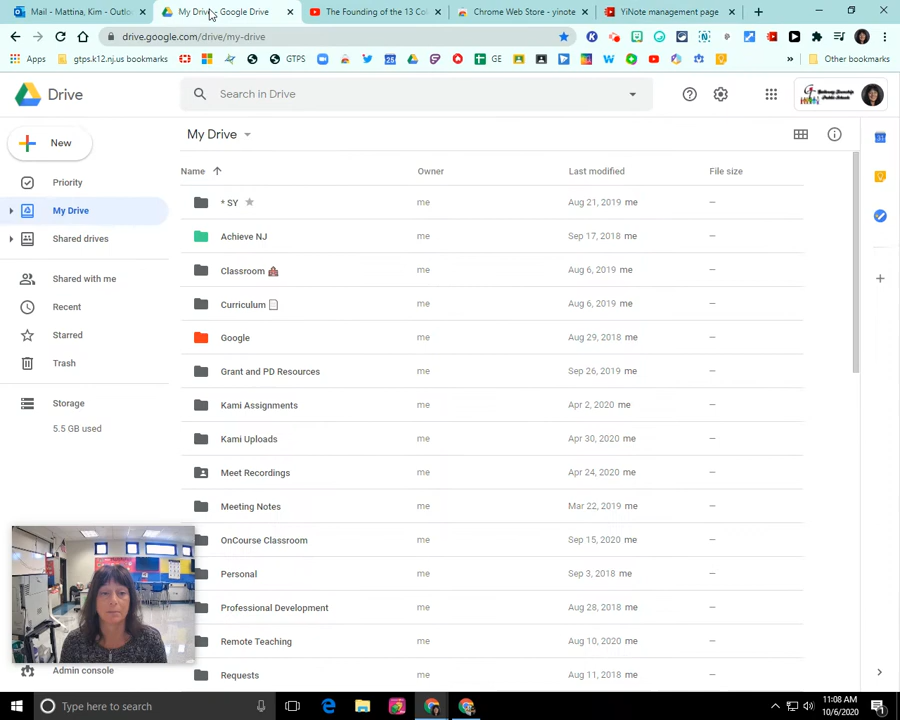 Mail - Mattina, Kim - Outlo
My Drive - Google Drive
The Founding of the 13 Col
Chrome Web Store - yinote
YiNote management page
drive.google.com/drive/my-drive
Apps
gtps.k12.nj.us bookmarks
GTPS
GE
Other bookmarks
Drive
Search in Drive
New
My Drive
Name
Owner
Last modified
File size
Priority
My Drive
Shared drives
Shared with me
Recent
Starred
Trash
Storage
5.5 GB used
Admin console
* SY me Aug 21, 2019 me –
Achieve NJ me Sep 17, 2018 me –
Classroom me Aug 6, 2019 me –
Curriculum me Aug 6, 2019 me –
Google me Aug 29, 2018 me –
Grant and PD Resources me Sep 26, 2019 me –
Kami Assignments me Apr 2, 2020 me –
Kami Uploads me Apr 30, 2020 me –
Meet Recordings me Apr 24, 2020 me –
Meeting Notes me Mar 22, 2019 me –
OnCourse Classroom me Sep 15, 2020 me –
Personal me Sep 3, 2018 me –
Professional Development me Aug 28, 2018 me –
Remote Teaching me Aug 10, 2020 me –
Requests me Aug 11, 2018 me –
Type here to search
11:08 AM
10/6/2020